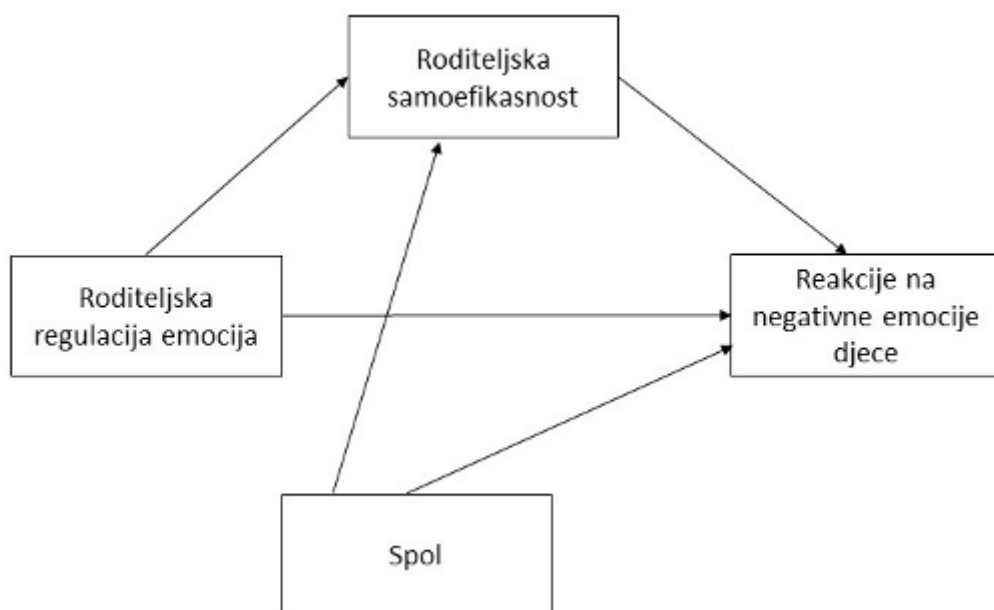 Roditeljska
samoefikasnost
Roditeljska
regulacija emocija
Reakcije na
negativne emocije
djece
Spol